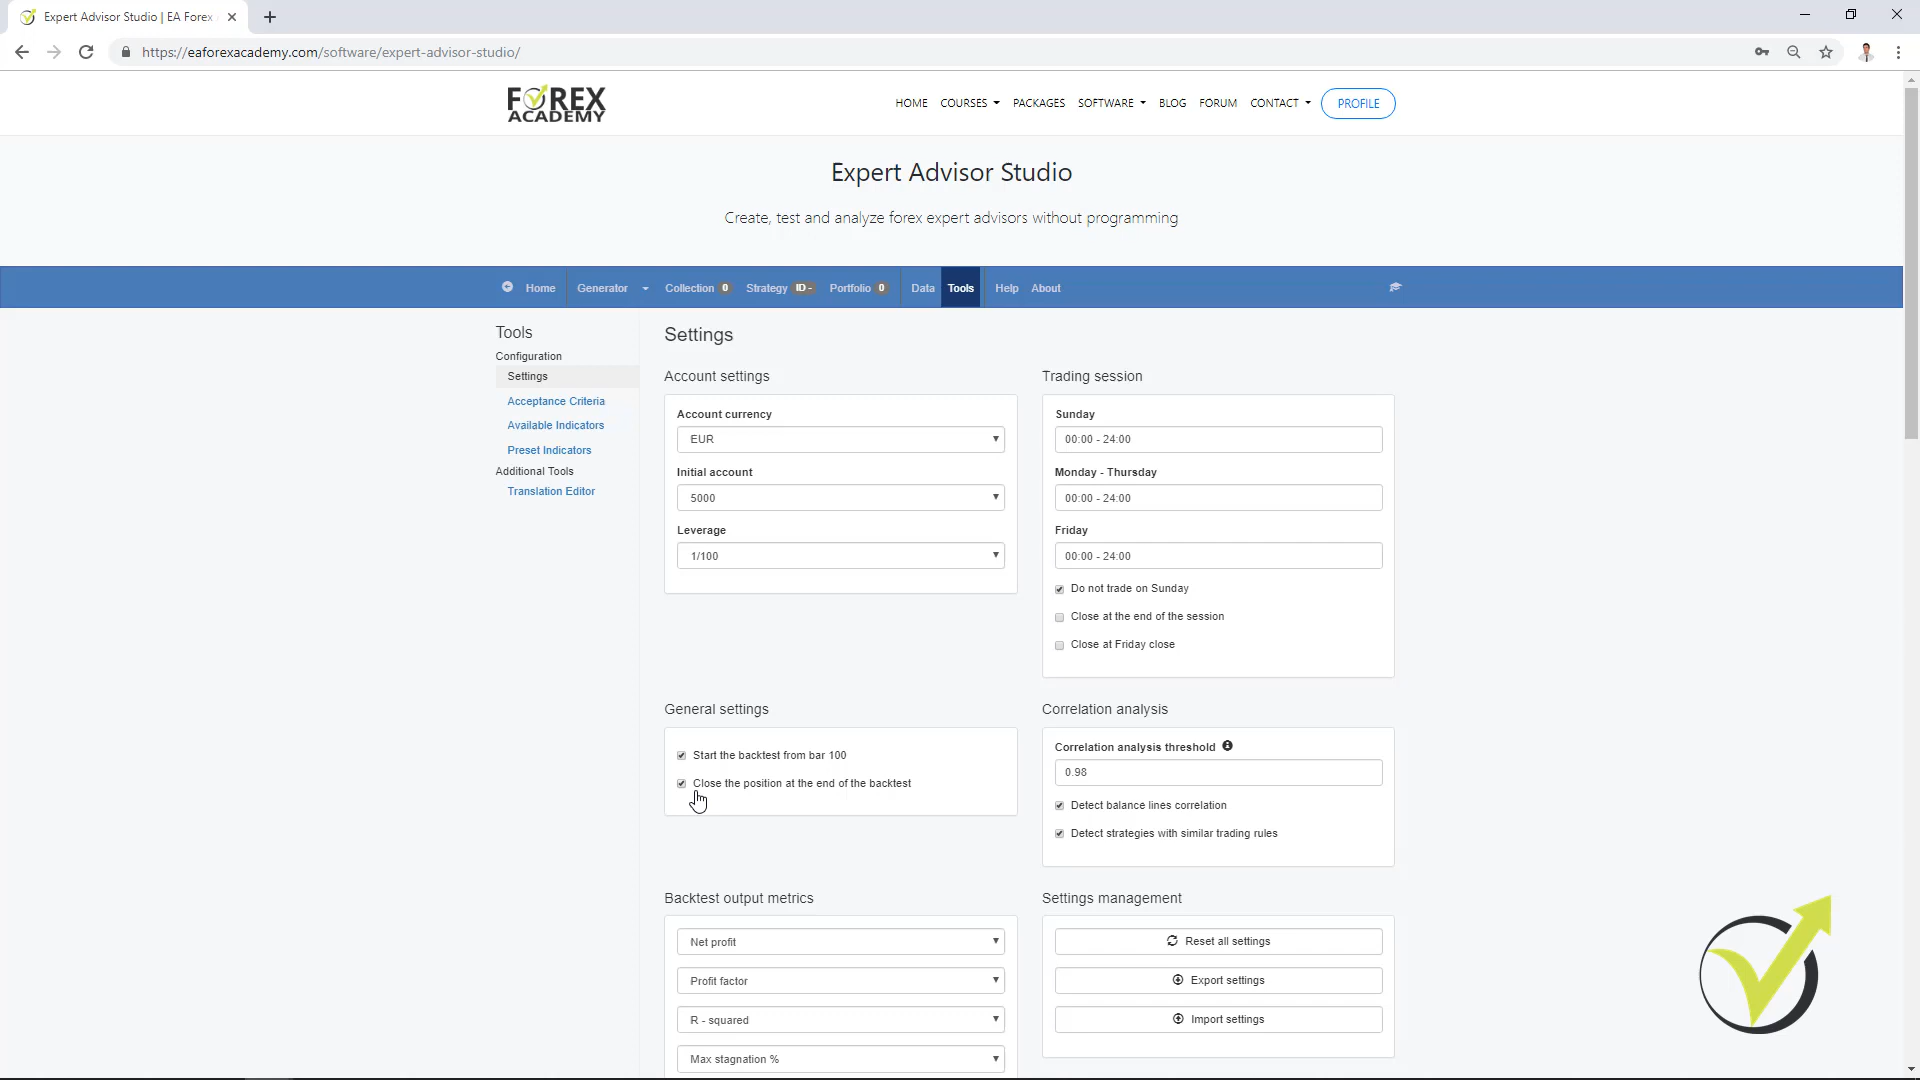 Expert Advisor Studio | EA Forex
https://eaforexacademy.com/software/expert-advisor-studio/
FOREX
ACADEMY
HOME COURSES PACKAGES SOFTWARE BLOG FORUM CONTACT PROFILE
Expert Advisor Studio
Create, test and analyze forex expert advisors without programming
Home Generator Collection 0 Strategy ID - Portfolio 0 Data Tools Help About
Tools
Configuration
Settings
Acceptance Criteria
Available Indicators
Preset Indicators
Additional Tools
Translation Editor
Settings
Account settings
Account currency
EUR
Initial account
5000
Leverage
1/100
Trading session
Sunday
00:00 - 24:00
Monday - Thursday
00:00 - 24:00
Friday
00:00 - 24:00
Do not trade on Sunday
Close at the end of the session
Close at Friday close
General settings
Start the backtest from bar 100
Close the position at the end of the backtest
Correlation analysis
Correlation analysis threshold
0.98
Detect balance lines correlation
Detect strategies with similar trading rules
Backtest output metrics
Net profit
Profit factor
R - squared
Max stagnation %
Settings management
Reset all settings
Export settings
Import settings